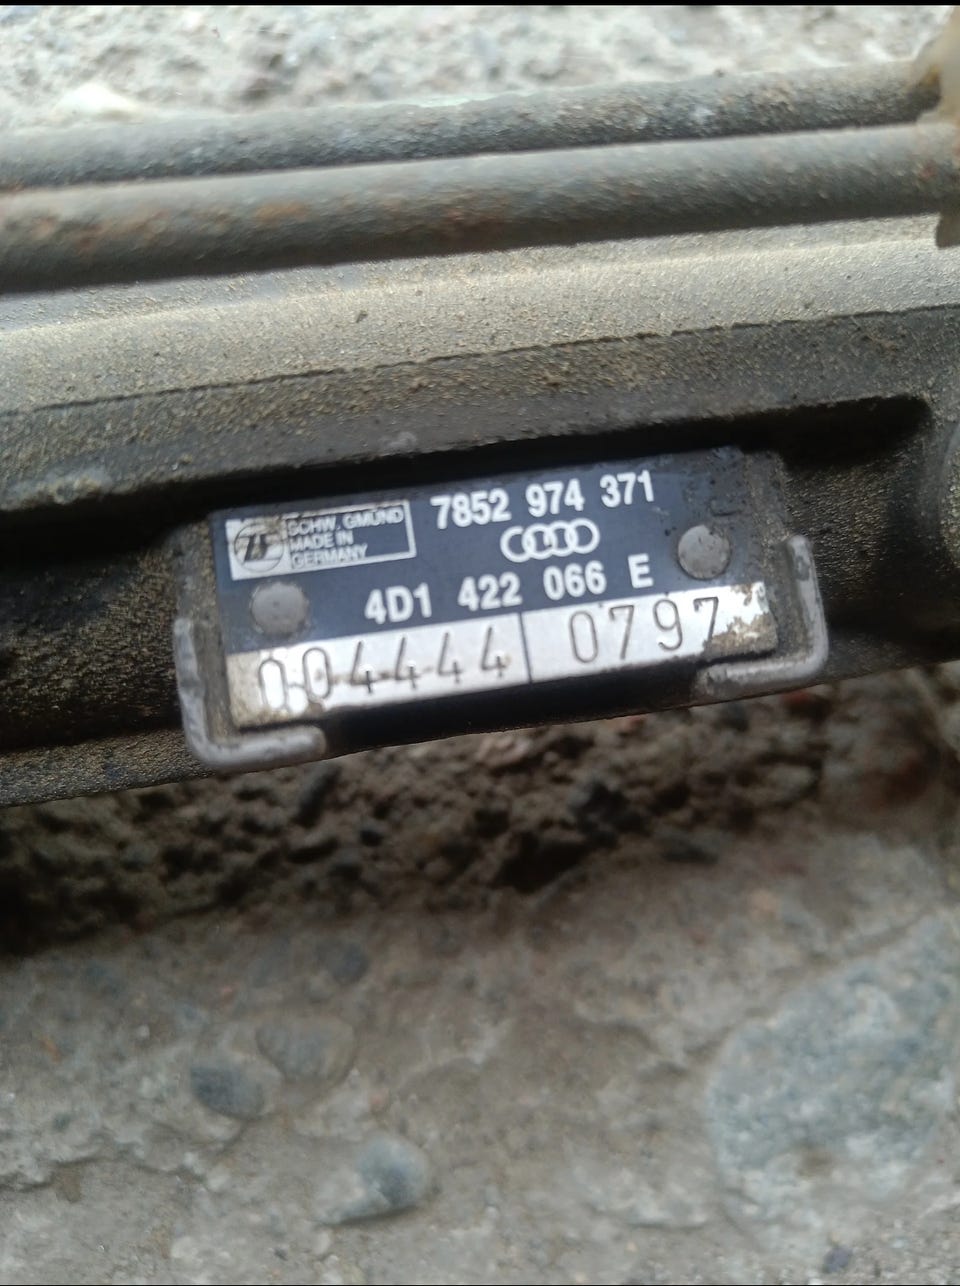 ZF
SCHW. GMÜND
MADE IN
GERMANY
7852 974 371
4D1 422 066 E
004444 0797